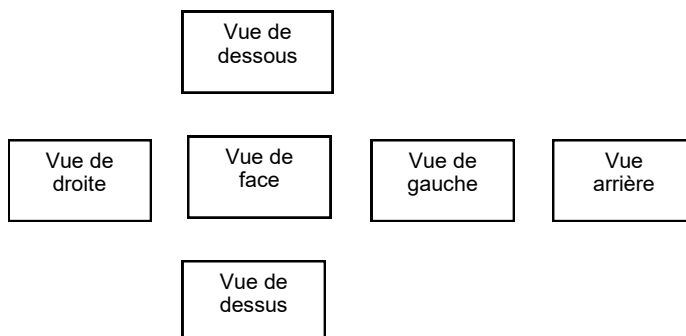 Vue de
dessous
Vue de
droite
Vue de
face
Vue de
gauche
Vue
arrière
Vue de
dessus